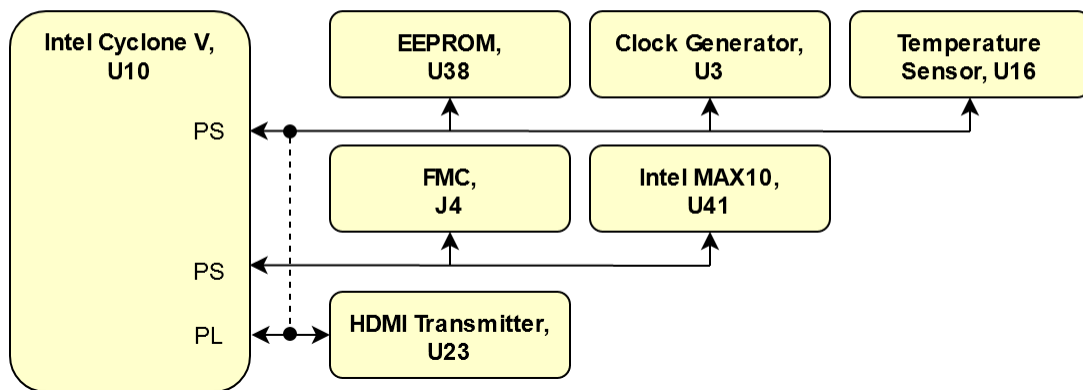 Intel Cyclone V,
U10
EEPROM,
U38
Clock Generator,
U3
Temperature
Sensor, U16
PS
FMC,
J4
Intel MAX10,
U41
PS
PL
HDMI Transmitter,
U23